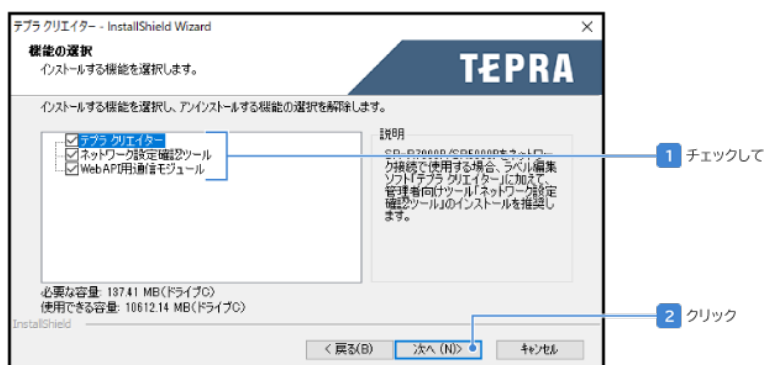 テプラ クリエイター - InstallShield Wizard
機能の選択
インストールする機能を選択します。
TEPRA
インストールする機能を選択し、アンインストールする機能の選択を解除します。
テプラ クリエイター
ネットワーク設定確認ツール
WebAPI用通信モジュール
説明
SR-R7900P/SR5900Pをネットワー
ク接続で使用する場合、ラベル編集
ソフト「テプラ クリエイター」に加えて、
管理者向けツール「ネットワーク設定
確認ツール」のインストールを推奨し
ます。
1 チェックして
必要な容量: 137.41 MB(ドライブC)
使用できる容量: 10612.14 MB(ドライブC)
InstallShield
2 クリック
< 戻る(B)
次へ (N)>
キャンセル